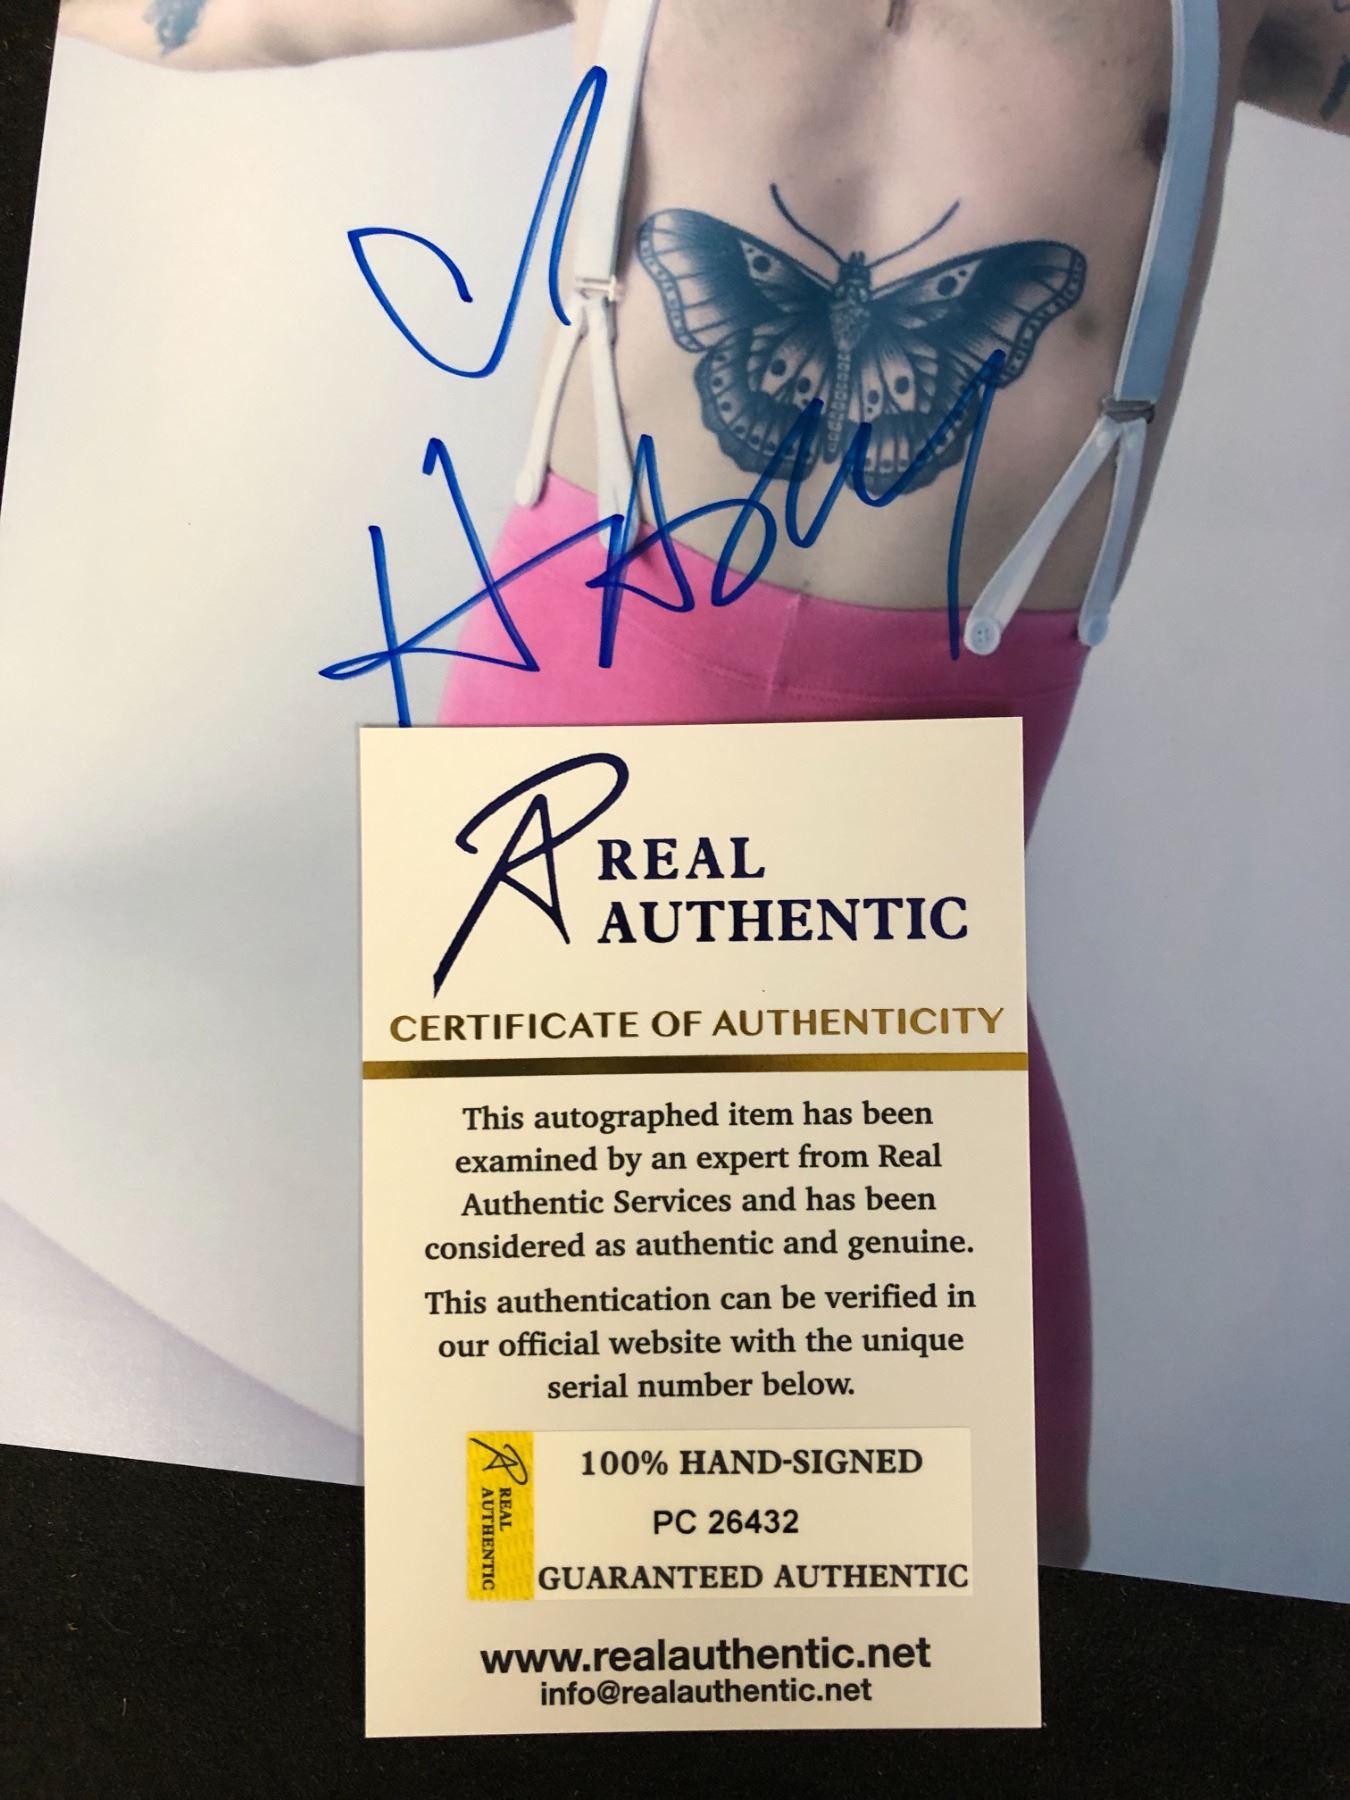 HARRY
REAL
AUTHENTIC
CERTIFICATE OF AUTHENTICITY
This autographed item has been
examined by an expert from Real
Authentic Services and has been
considered as authentic and genuine.
This authentication can be verified in
our official website with the unique
serial number below.
REAL
AUTHENTIC
100% HAND-SIGNED
PC 26432
GUARANTEED AUTHENTIC
www.realauthentic.net
info@realauthentic.net